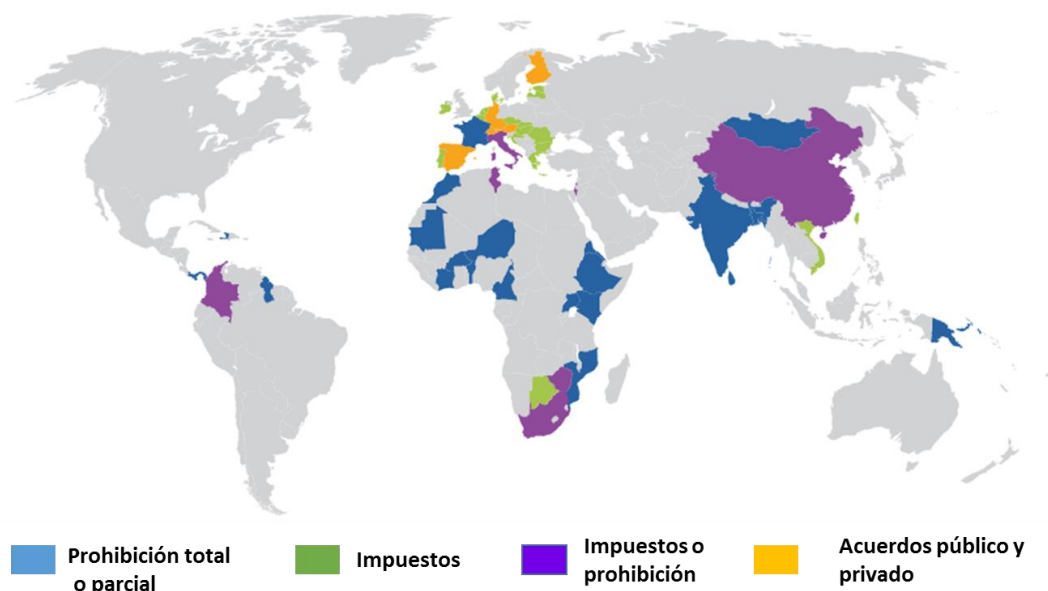 Prohibición total
o parcial
Impuestos
Impuestos o
prohibición
Acuerdos público y
privado